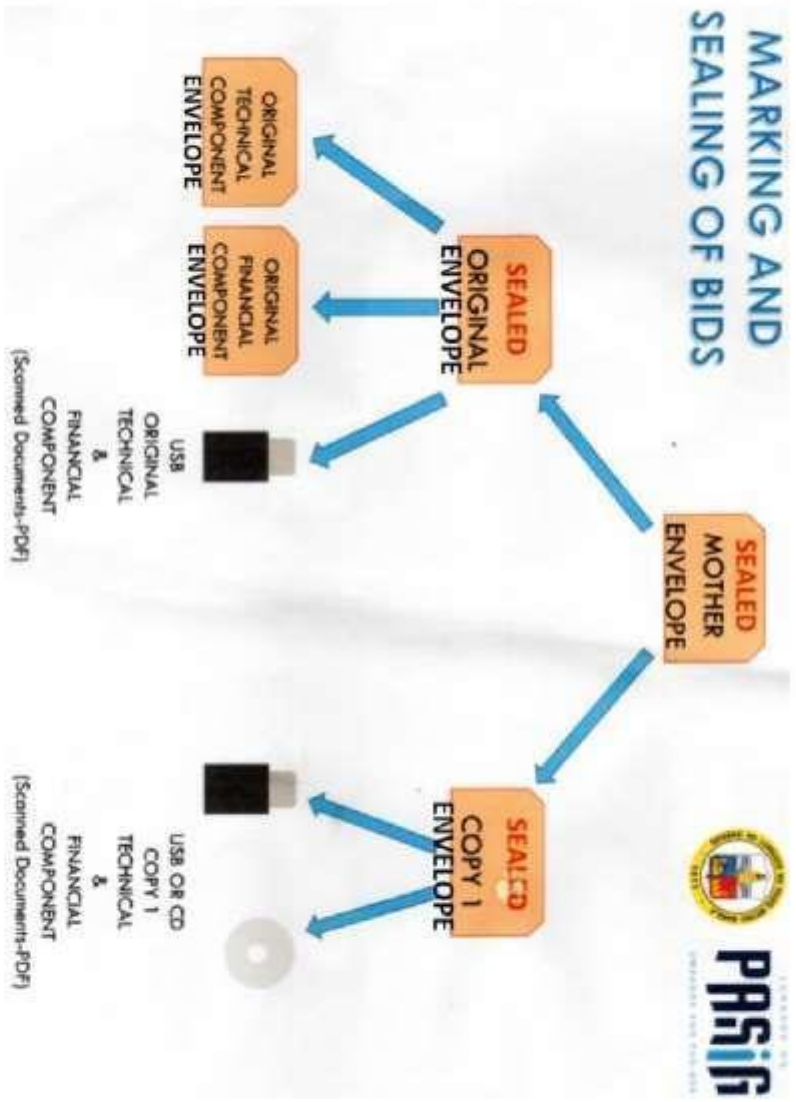 MARKING AND
SEALING OF BIDS
PASIG
SEALED
MOTHER
ENVELOPE
SEALED
ORIGINAL
ENVELOPE
SEALED
COPY 1
ENVELOPE
ORIGINAL
TECHNICAL
COMPONENT
ENVELOPE
ORIGINAL
FINANCIAL
COMPONENT
ENVELOPE
USB
ORIGINAL
TECHNICAL
&
FINANCIAL
COMPONENT
(Scanned Documents-PDF)
USB OR CD
COPY 1
TECHNICAL
&
FINANCIAL
COMPONENT
(Scanned Documents-PDF)